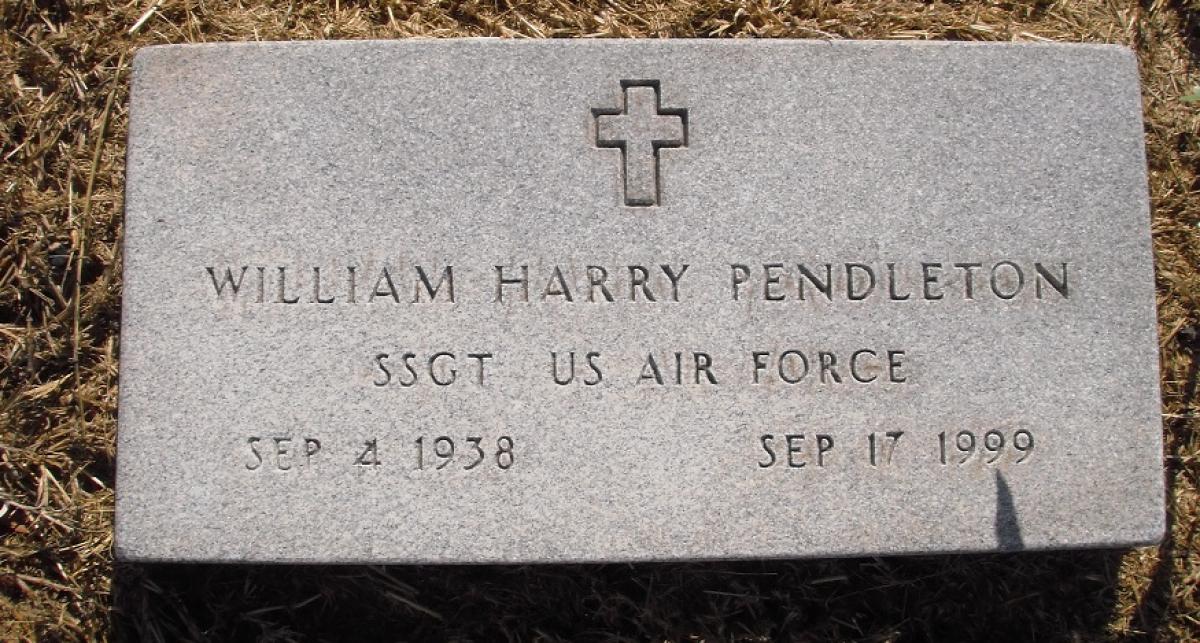 WILLIAM HARRY PENDLETON
SSGT US AIR FORCE
SEP 4 1938 SEP 17 1999